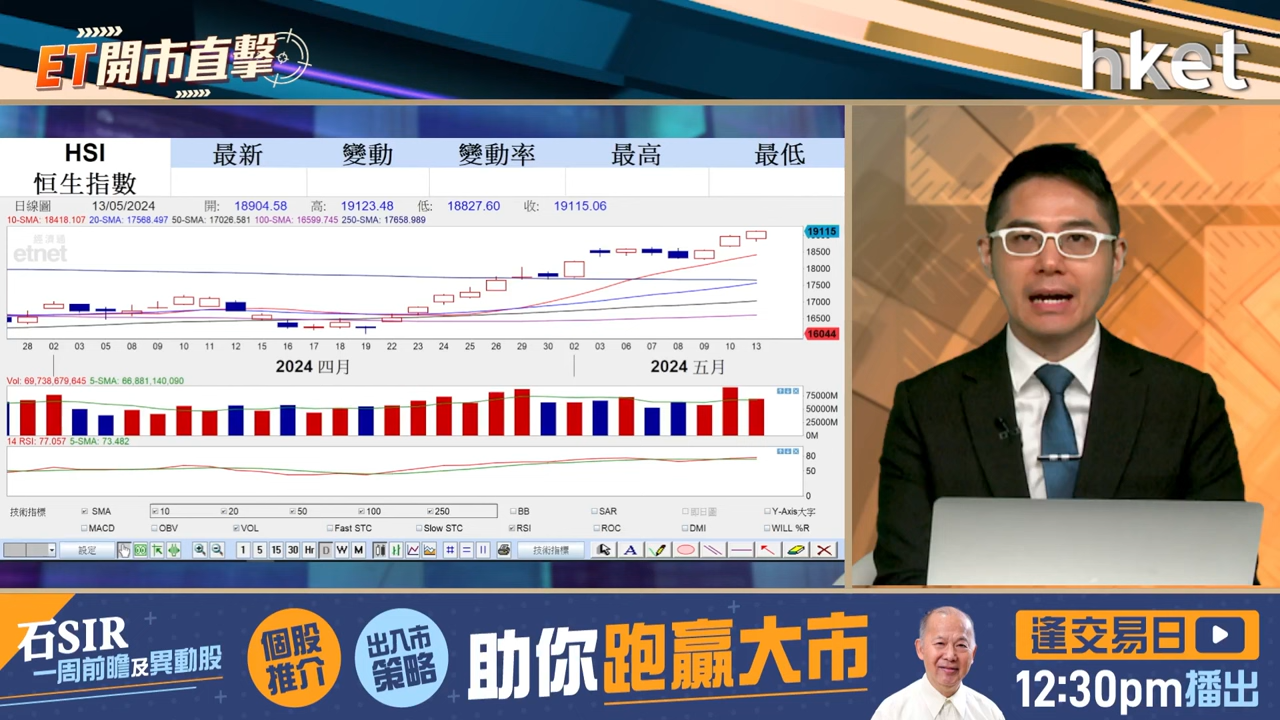 ET開市直擊
hket
HSI
恒生指數
最新 變動 變動率 最高 最低
日線圖 13/05/2024 開: 18904.58 高: 19123.48 低: 18827.60 收: 19115.06
10-SMA: 18418.107 20-SMA: 17568.497 50-SMA: 17026.581 100-SMA: 16599.745 250-SMA: 17658.989
經濟通
etnet
19115
18500
18000
17500
17000
16500
16044
28 02 03 05 08 09 10 11 12 15 16 17 18 19 22 23 24 25 26 29 30 02 03 06 07 08 09 10 13
2024 四月 2024 五月
Vol: 69,738,679,645 5-SMA: 66,881,140,090
75000M
50000M
25000M
0M
14 RSI: 77.057 5-SMA: 73.482
80
50
0
技術指標 SMA 10 20 50 100 250 BB SAR 即日圖 Y-Axis大字
MACD OBV VOL Fast STC Slow STC RSI ROC DMI WILL %R
設定 1 5 15 30 Hr D W M 技術指標 A
石SIR
一周前瞻及異動股
個股
推介
出入市
策略
助你跑贏大市
逢交易日
12:30pm播出